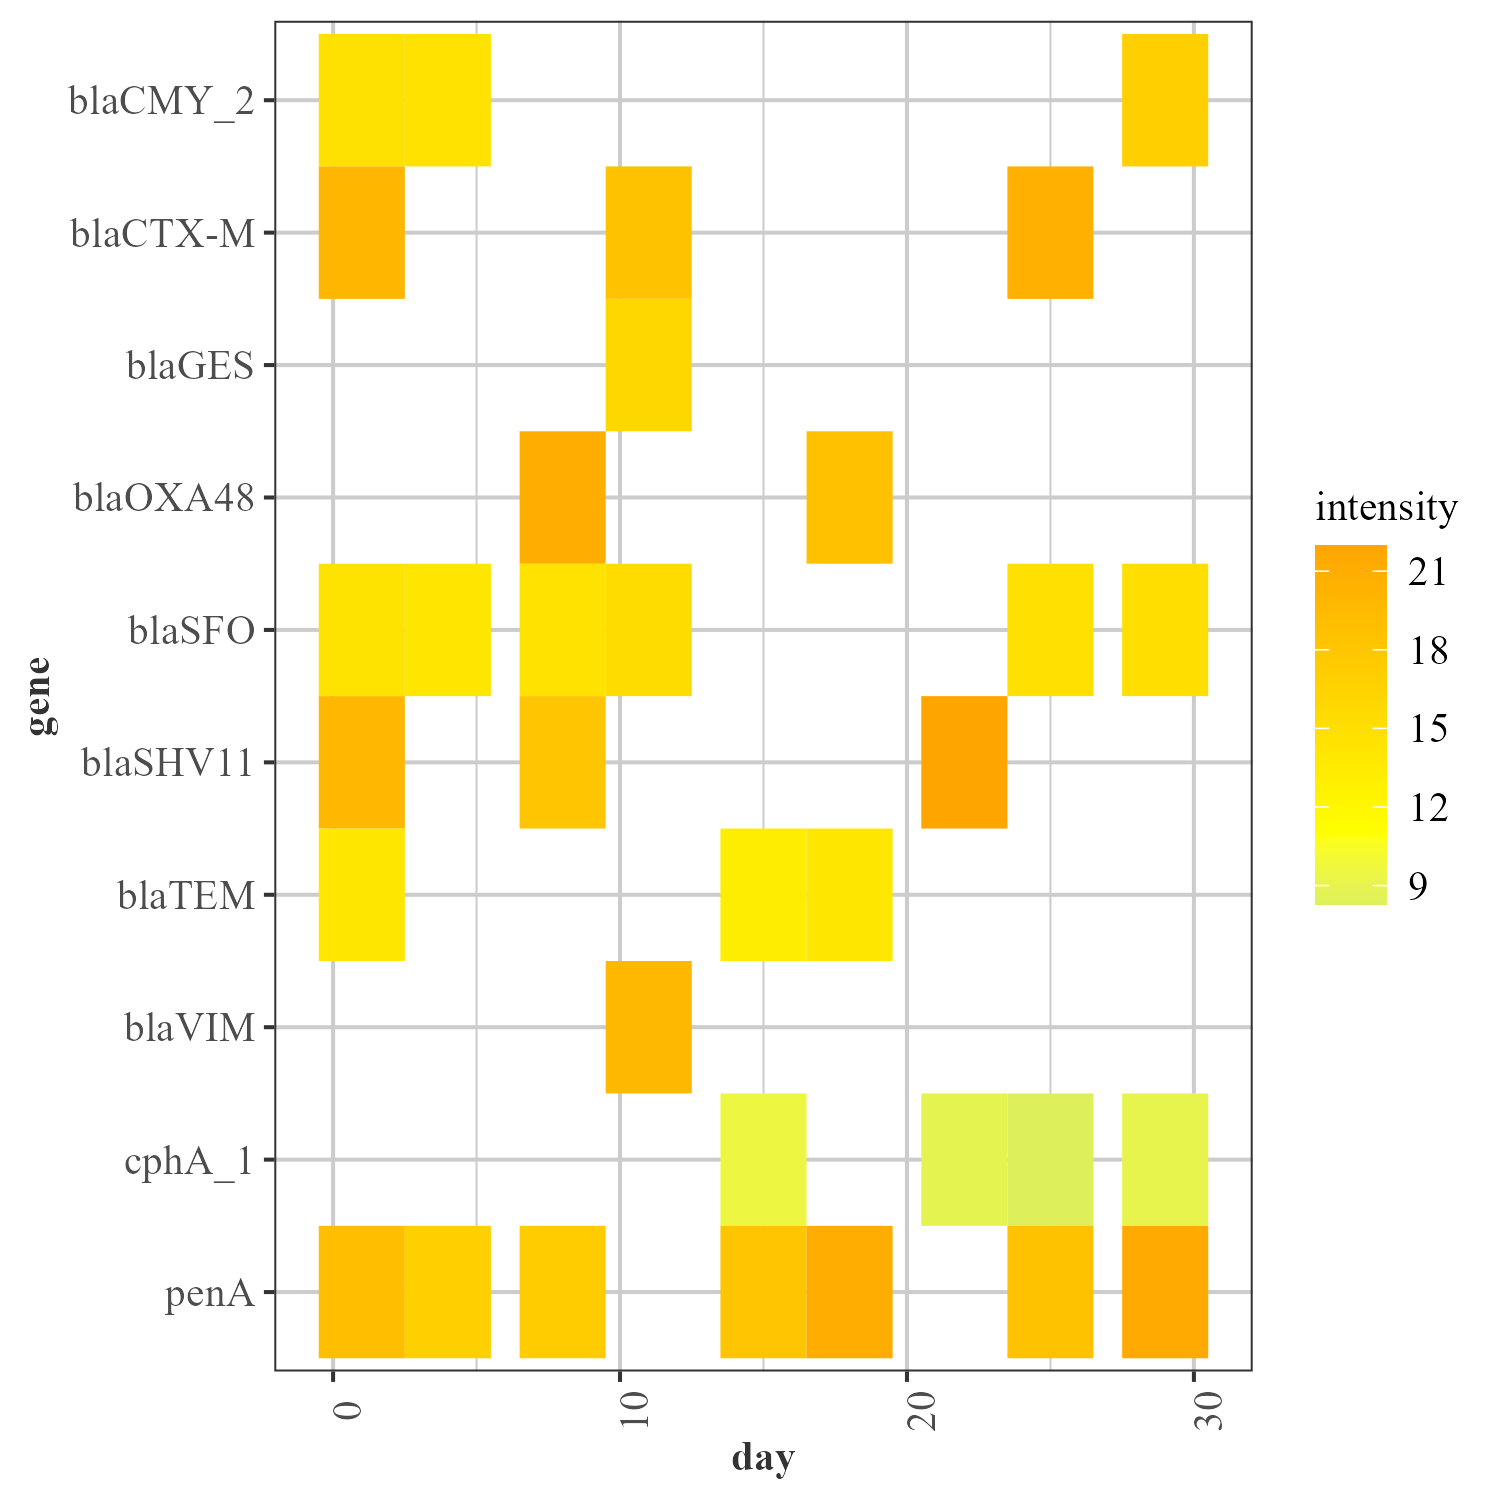 blaCMY_2
blaCTX-M
blaGES
blaOXA48
blaSFO
blaSHV11
blaTEM
blaVIM
cphA_1
penA
gene
0
10
20
30
day
intensity
21
18
15
12
9